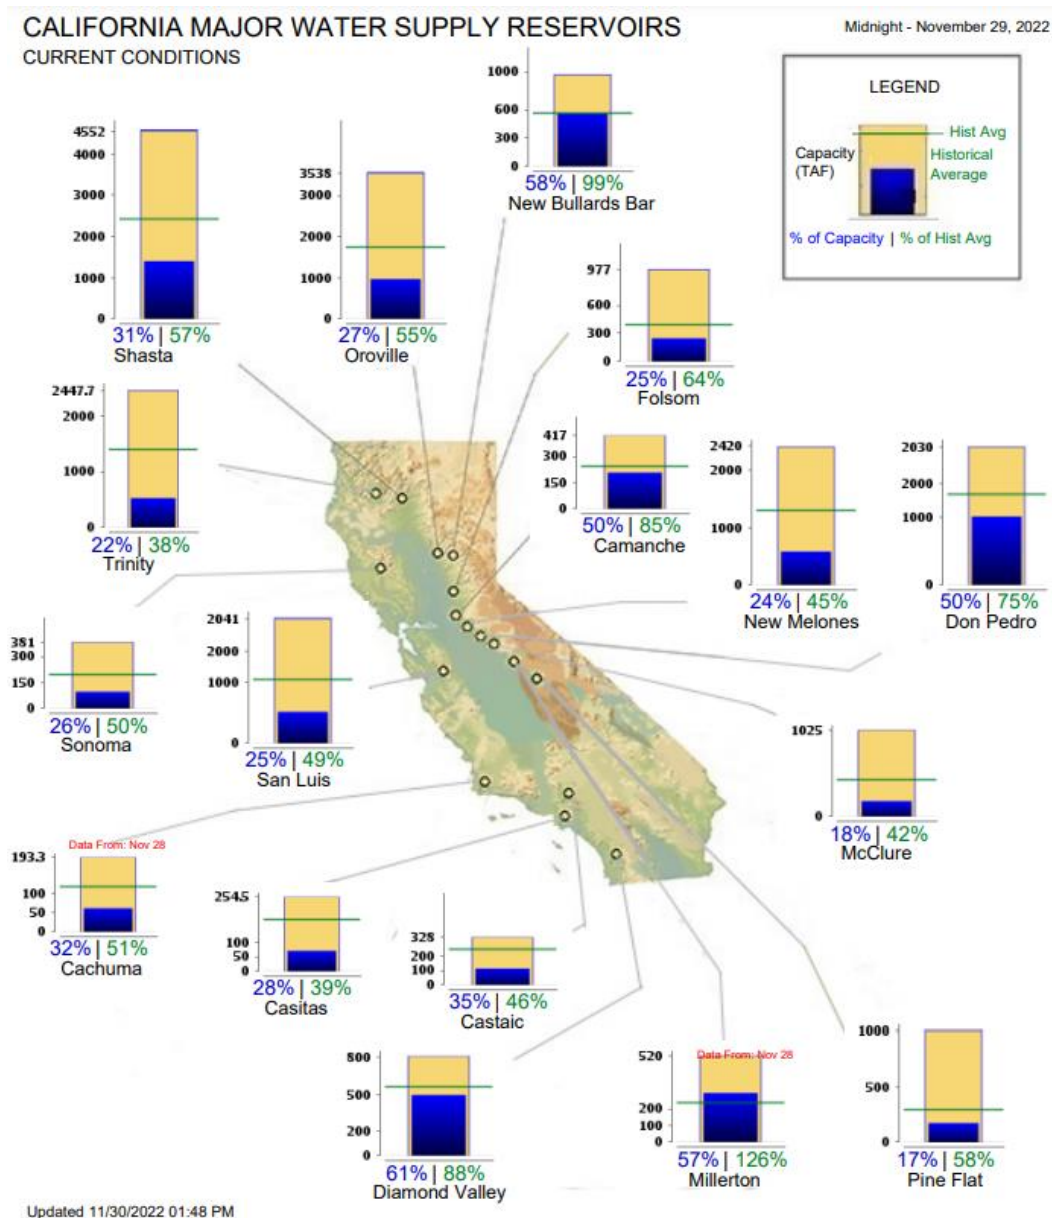 CALIFORNIA MAJOR WATER SUPPLY RESERVOIRS
Midnight - November 29, 2022
CURRENT CONDITIONS
LEGEND
Hist Avg
Capacity
(TAF)
Historical
Average
% of Capacity | % of Hist Avg
1000
600
300
0
58% | 99%
New Bullards Bar
4552
4000
3000
2000
1000
0
31% | 57%
Shasta
3538
3000
2000
1000
0
27% | 55%
Oroville
977
600
300
0
25% | 64%
Folsom
2447.7
2000
1000
0
22% | 38%
Trinity
417
300
150
0
50% | 85%
Camanche
2420
2000
1000
0
24% | 45%
New Melones
2030
2000
1000
0
50% | 75%
Don Pedro
381
300
150
0
26% | 50%
Sonoma
2041
2000
1000
0
25% | 49%
San Luis
1025
0
18% | 42%
McClure
Data From: Nov 28
193.3
100
50
0
32% | 51%
Cachuma
254.5
100
50
0
28% | 39%
Casitas
328
200
100
0
35% | 46%
Castaic
800
500
200
0
61% | 88%
Diamond Valley
Data From: Nov 28
520
200
100
0
57% | 126%
Millerton
1000
500
0
17% | 58%
Pine Flat
Updated 11/30/2022 01:48 PM